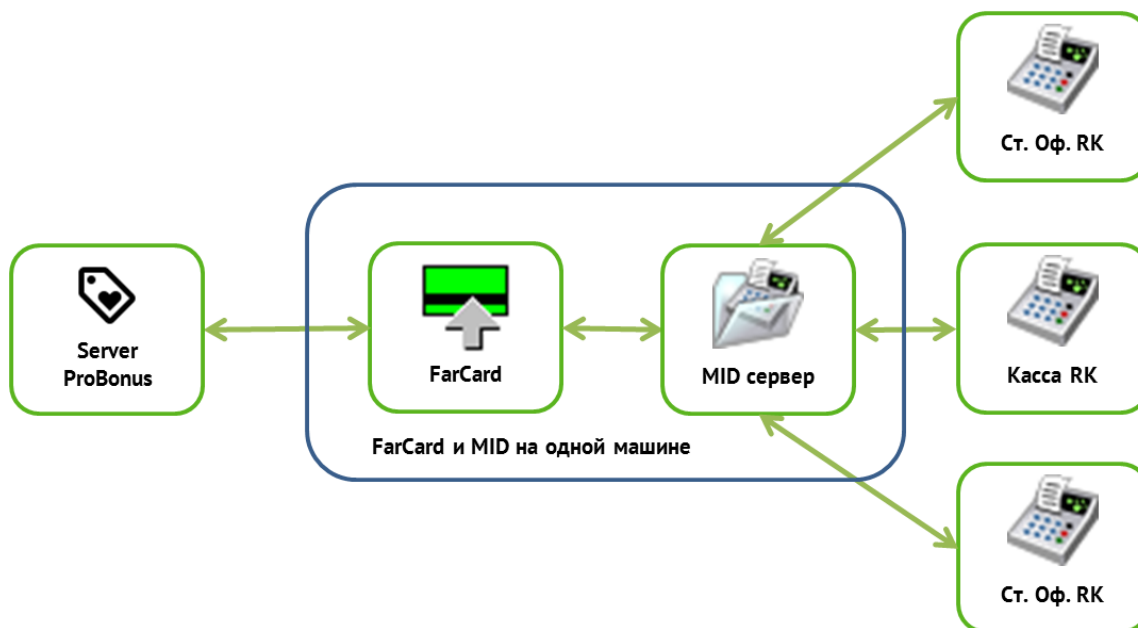 Ст. Оф. RK
Server
ProBonus
FarCard
MID сервер
Касса RK
FarCard и MID на одной машине
Ст. Оф. RK